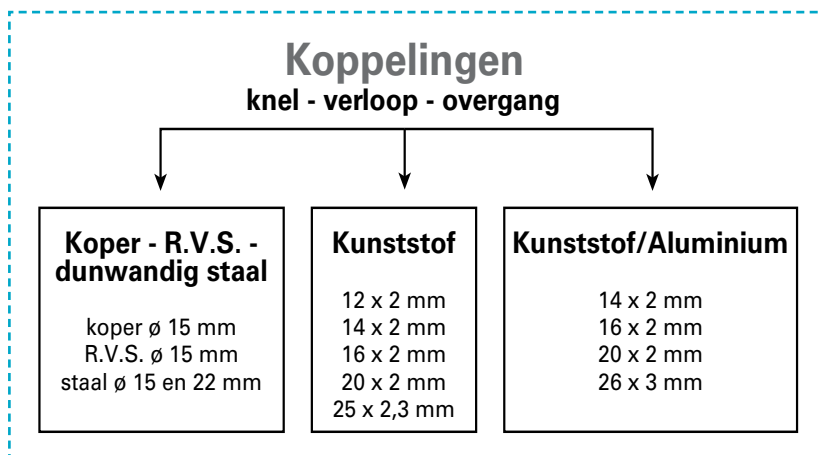 Koppelingen
knel - verloop - overgang
Koper - R.V.S. -
dunwandig staal
koper ø 15 mm
R.V.S. ø 15 mm
staal ø 15 en 22 mm
Kunststof
12 x 2 mm
14 x 2 mm
16 x 2 mm
20 x 2 mm
25 x 2,3 mm
Kunststof/Aluminium
14 x 2 mm
16 x 2 mm
20 x 2 mm
26 x 3 mm